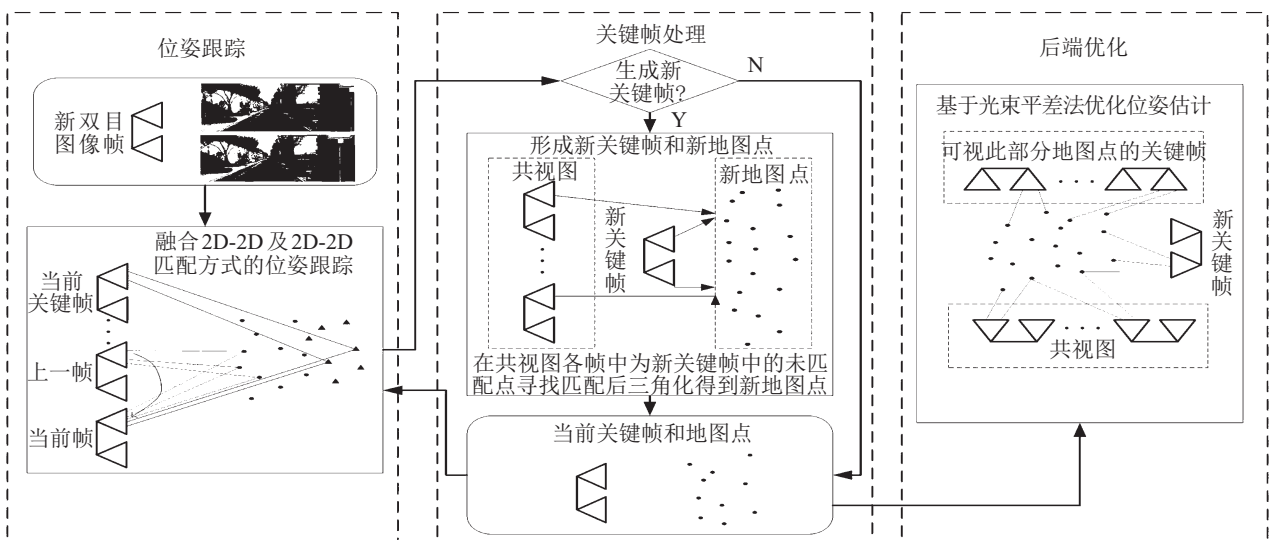 位姿跟踪
新双目
图像帧
融合2D-2D及2D-2D
匹配方式的位姿跟踪
当前
关键帧
上一帧
当前帧
关键帧处理
生成新
关键帧?
N
Y
形成新关键帧和新地图点
共视图
新地图点
新关键帧
在共视图各帧中为新关键帧中的未匹
配点寻找匹配后三角化得到新地图点
当前关键帧和地图点
后端优化
基于光束平差法优化位姿估计
可视此部分地图点的关键帧
新关键帧
共视图